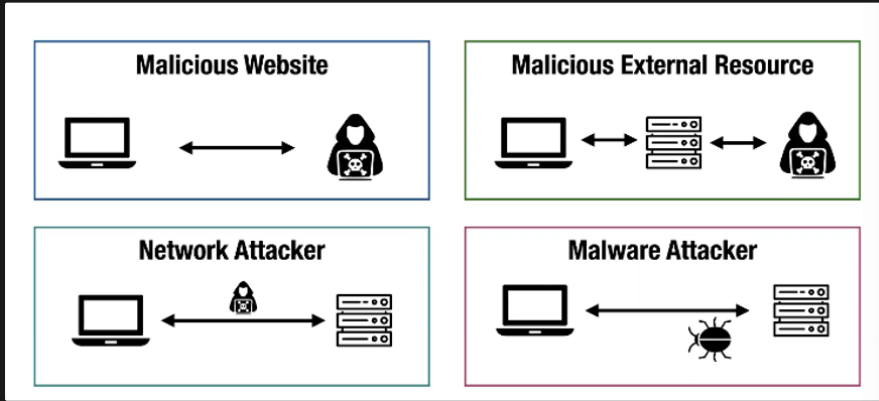 Malicious Website
Malicious External Resource
Network Attacker
Malware Attacker